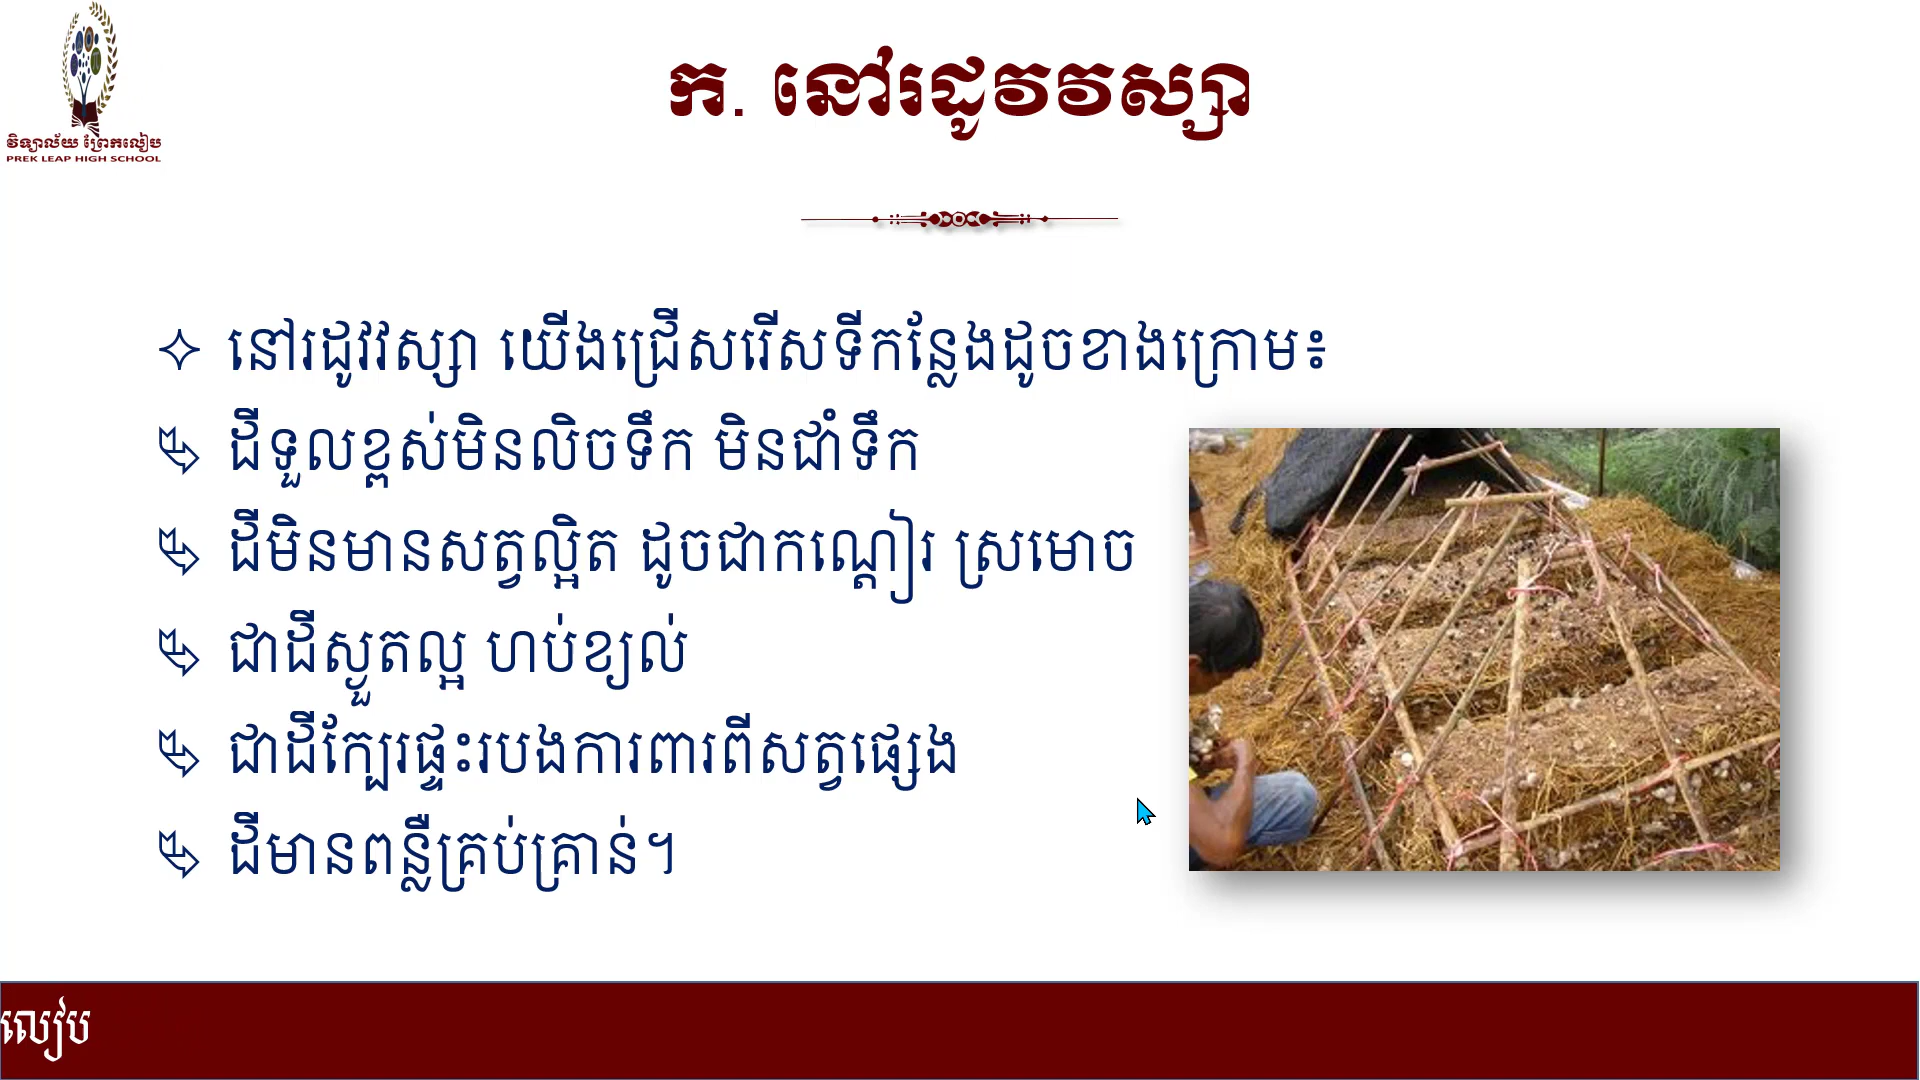 វិទ្យាល័យ ព្រែកលៀប
PREK LEAP HIGH SCHOOL
ក. នៅរដូវវស្សា
នៅរដូវវស្សា យើងជ្រើសរើសទីកន្លែងដូចខាងក្រោម៖
ដីទួលខ្ពស់មិនលិចទឹក មិនជាំទឹក
ដីមិនមានសត្វល្អិត ដូចជាកណ្ដៀរ ស្រមោច
ជាដីស្ងួតល្អ ហប់ខ្យល់
ជាដីក្បែរផ្ទះរបងការពារពីសត្វផ្សេង
ដីមានពន្លឺគ្រប់គ្រាន់។
លៀប